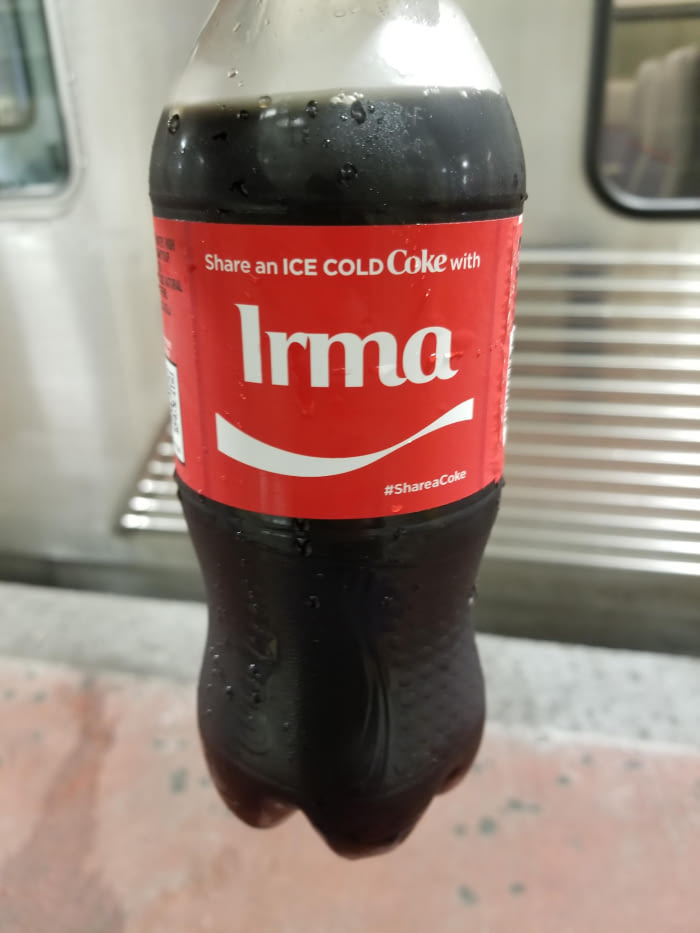 Share an ICE COLD Coke with
Irma
#ShareaCoke